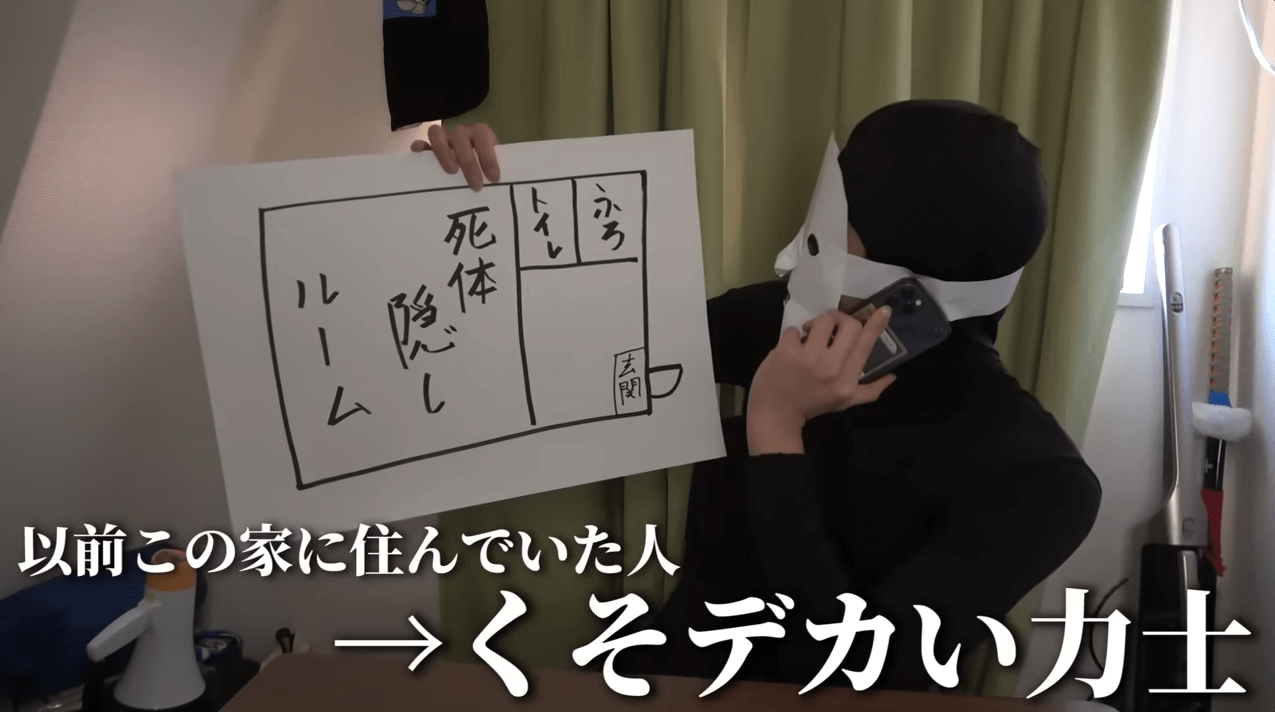 死体
隠し
ルーム
トイレ
ふろ
玄関
以前この家に住んでいた人
→くそデカい力士